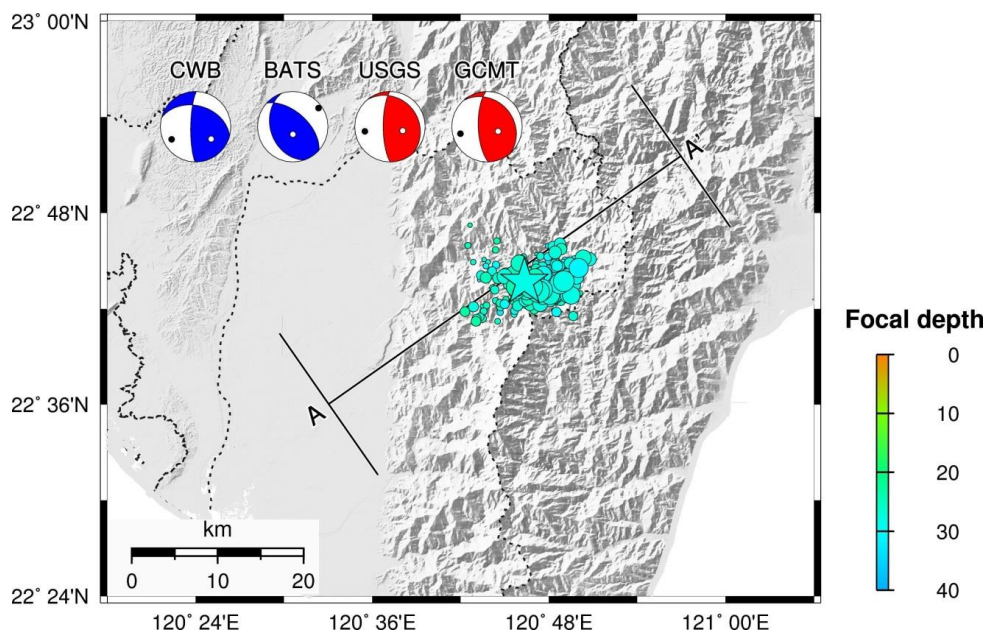 23° 00'N
CWB BATS USGS GCMT
A'
22° 48'N
Focal depth
0
10
22° 36'N
A
20
30
km
0 10 20
40
22° 24'N
120° 24'E 120° 36'E 120° 48'E 121° 00'E